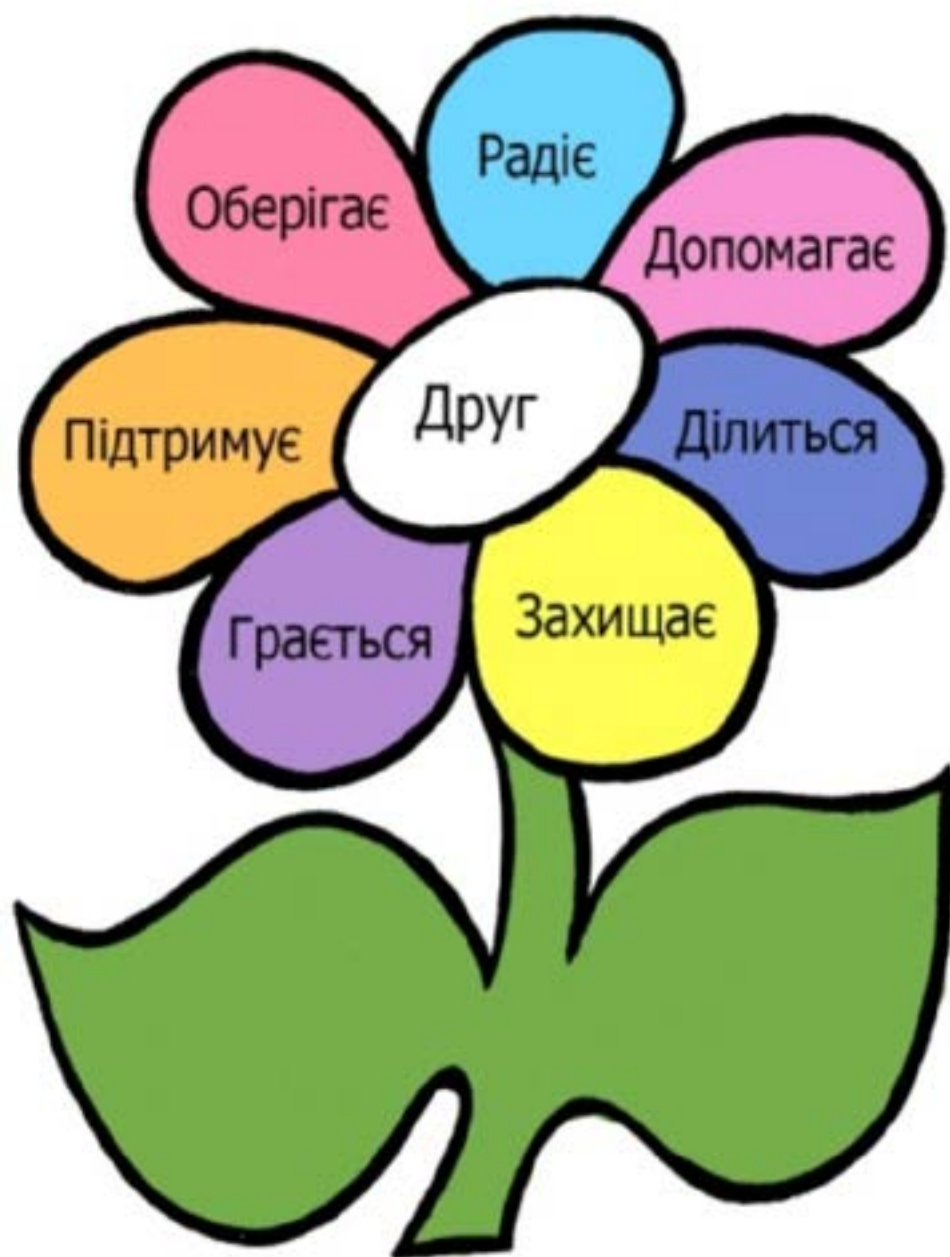 Радіє
Оберігає
Допомагає
Друг
Підтримує
Ділиться
Грається
Захищає